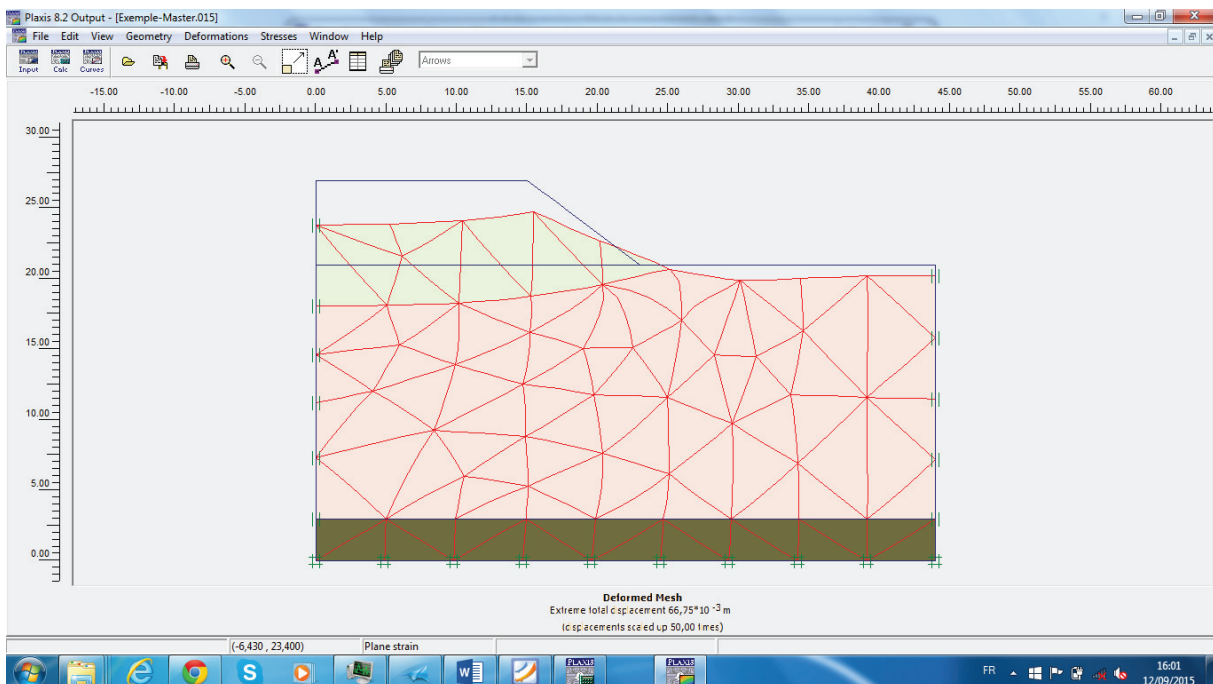 Plaxis 8.2 Output - [Exemple-Master.015]
File Edit View Geometry Deformations Stresses Window Help
Input Calc Curves Arrows
-15.00 -10.00 -5.00 0.00 5.00 10.00 15.00 20.00 25.00 30.00 35.00 40.00 45.00 50.00 55.00 60.00
30.00
25.00
20.00
15.00
10.00
5.00
0.00
Deformed Mesh
Extreme total displacement 66,75*10 -3 m
(displacements scaled up 50,00 times)
(-6,430 , 23,400) Plane strain
PLAXIS PLAXIS
FR 16:01
12/09/2015